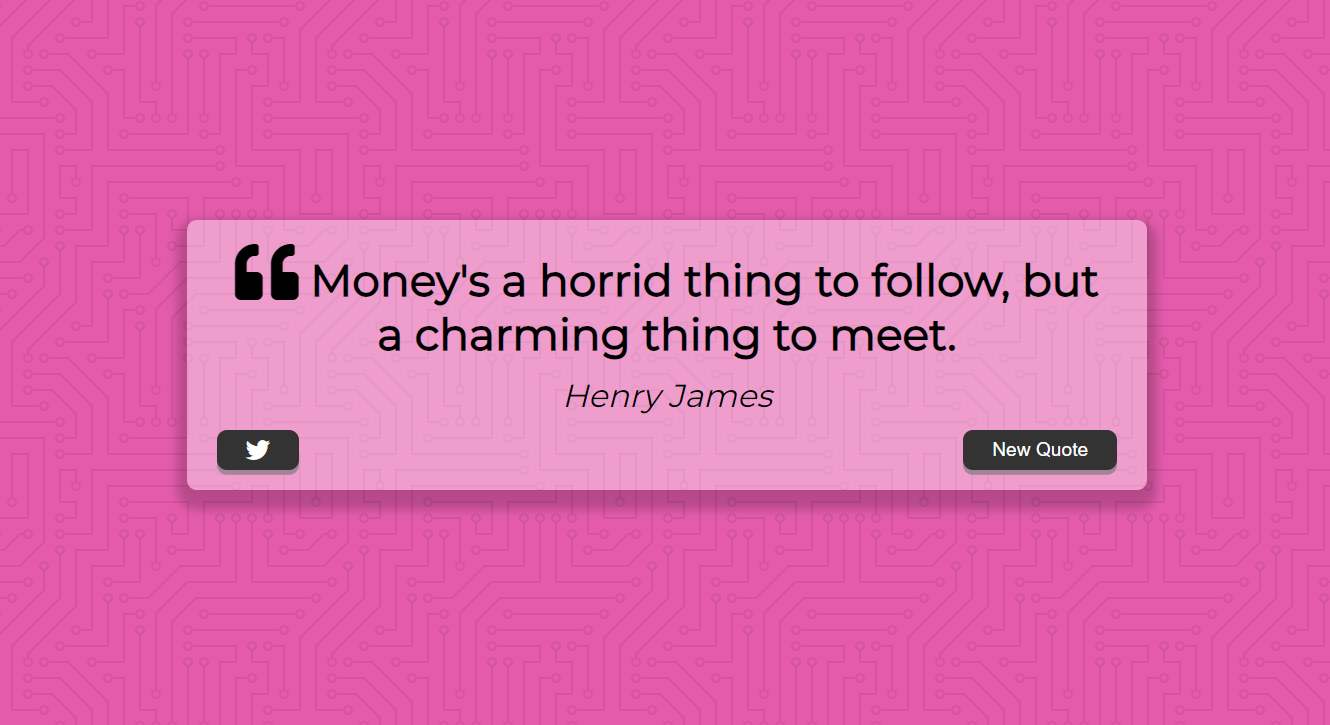 “ Money's a horrid thing to follow, but
a charming thing to meet.
Henry James
New Quote